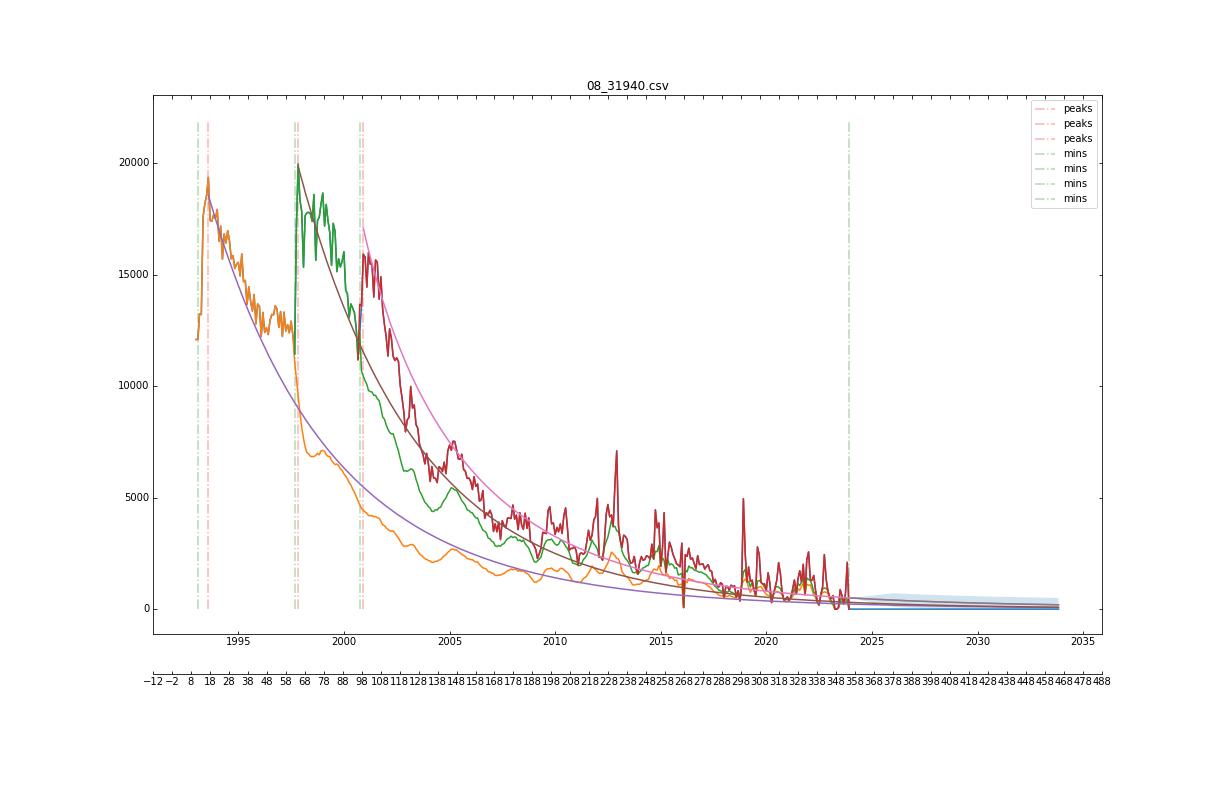 08_31940.csv
peaks
peaks
peaks
mins
mins
mins
mins
20000
15000
10000
5000
0
1995 2000 2005 2010 2015 2020 2025 2030 2035
−12 −2 8 18 28 38 48 58 68 78 88 98 108 118 128 138 148 158 168 178 188 198 208 218 228 238 248 258 268 278 288 298 308 318 328 338 348 358 368 378 388 398 408 418 428 438 448 458 468 478 488